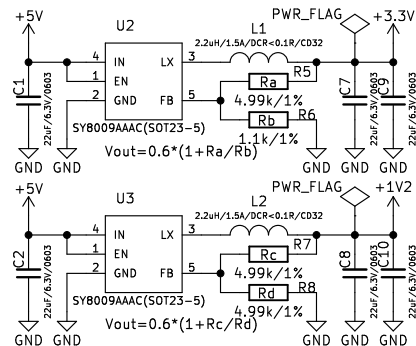 +5V
U2
L1
PWR_FLAG
+3.3V
2.2uH/1.5A/DCR<0.1R/CD32
4 IN LX 3
1 EN
2 GND FB 5
Ra R5
4.99k/1%
Rb R6
1.1k/1%
C1
22uF/6.3V/0603
C7
22uF/6.3V/0603
C9
22uF/6.3V/0603
SY8009AAAC(SOT23-5)
Vout=0.6*(1+Ra/Rb)
GND GND GND GND GND
+5V
U3
L2
PWR_FLAG
+1V2
2.2uH/1.5A/DCR<0.1R/CD32
4 IN LX 3
1 EN
2 GND FB 5
Rc R7
4.99k/1%
Rd R8
4.99k/1%
C2
22uF/6.3V/0603
C8
22uF/6.3V/0603
C10
22uF/6.3V/0603
SY8009AAAC(SOT23-5)
Vout=0.6*(1+Rc/Rd)
GND GND GND GND GND